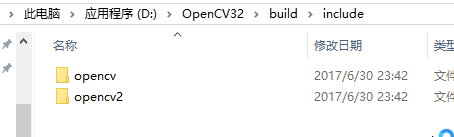 此电脑 > 应用程序 (D:) > OpenCV32 > build > include
名称 修改日期 类型
opencv 2017/6/30 23:42 文件
opencv2 2017/6/30 23:42 文件